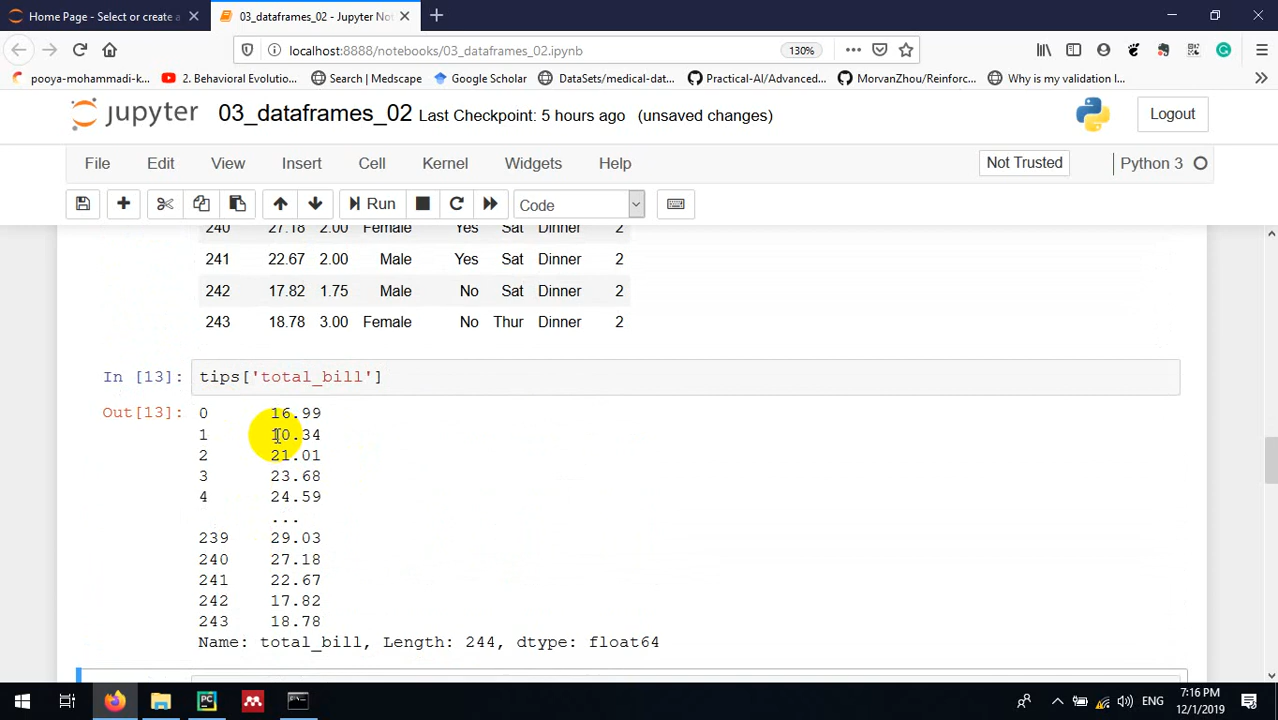 Home Page - Select or create a
03_dataframes_02 - Jupyter Not
localhost:8888/notebooks/03_dataframes_02.ipynb
130%
pooya-mohammadi-k...
2. Behavioral Evolutio...
Search | Medscape
Google Scholar
DataSets/medical-dat...
Practical-AI/Advanced...
MorvanZhou/Reinforc...
Why is my validation l...
jupyter
03_dataframes_02 Last Checkpoint: 5 hours ago (unsaved changes)
Logout
File Edit View Insert Cell Kernel Widgets Help
Not Trusted
Python 3
Run
Code
240 27.18 2.00 Female Yes Sat Dinner 2
241 22.67 2.00 Male Yes Sat Dinner 2
242 17.82 1.75 Male No Sat Dinner 2
243 18.78 3.00 Female No Thur Dinner 2
In [13]: tips['total_bill']
Out[13]: 0 16.99
1 10.34
2 21.01
3 23.68
4 24.59
...
239 29.03
240 27.18
241 22.67
242 17.82
243 18.78
Name: total_bill, Length: 244, dtype: float64
ENG
7:16 PM
12/1/2019